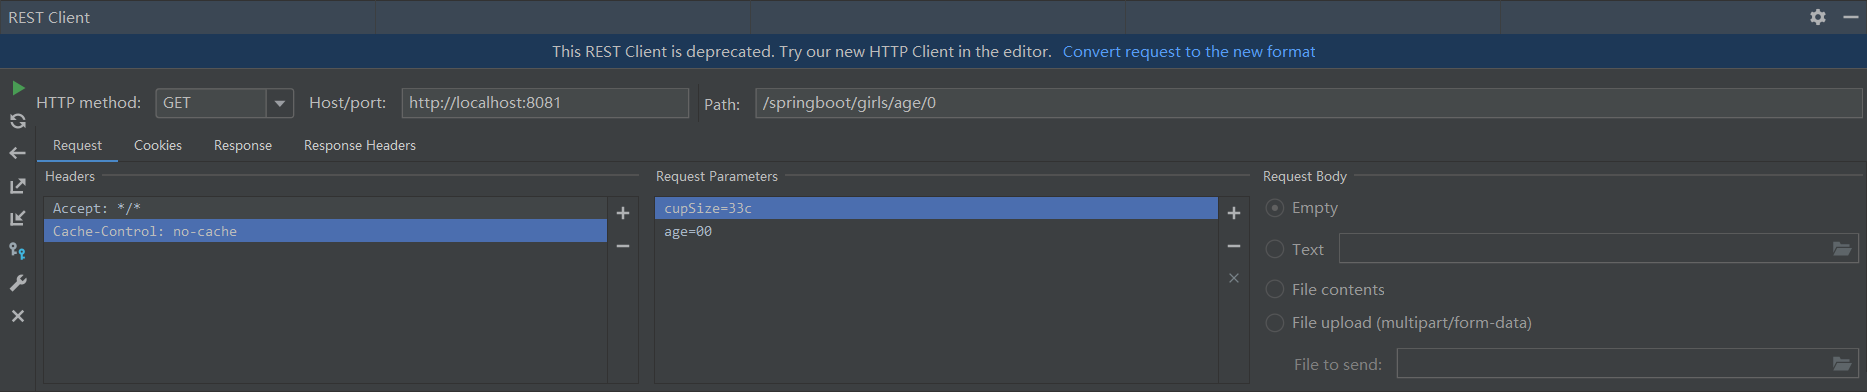 REST Client
This REST Client is deprecated. Try our new HTTP Client in the editor. Convert request to the new format
HTTP method: GET Host/port: http://localhost:8081 Path: /springboot/girls/age/0
Request Cookies Response Response Headers
Headers Request Parameters Request Body
Accept: */* cupSize=33c Empty
Cache-Control: no-cache age=00
Text
File contents
File upload (multipart/form-data)
File to send: